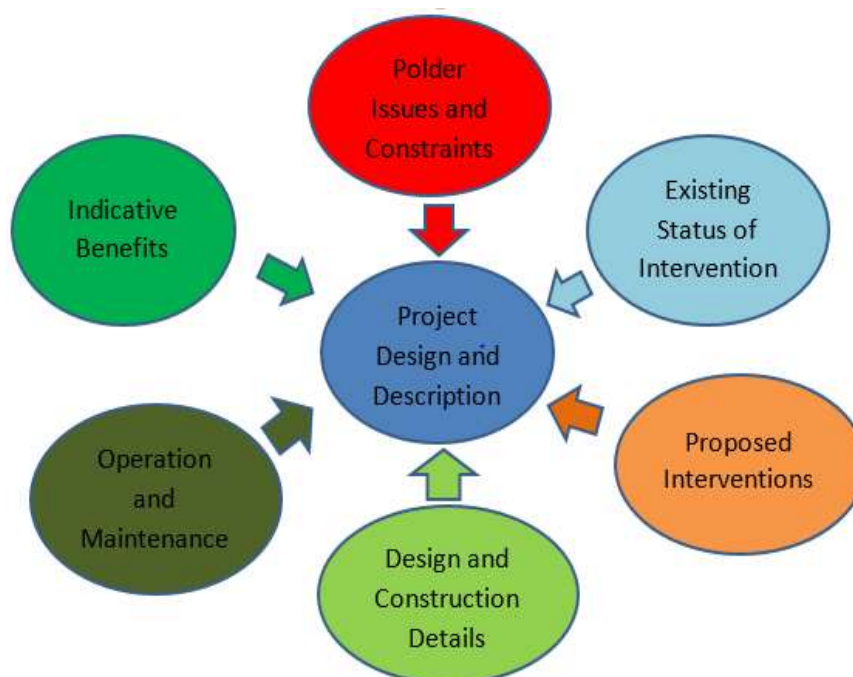 Polder
Issues and
Constraints
Existing
Status of
Intervention
Indicative
Benefits
Project
Design and
Description
Proposed
Interventions
Operation
and
Maintenance
Design and
Construction
Details